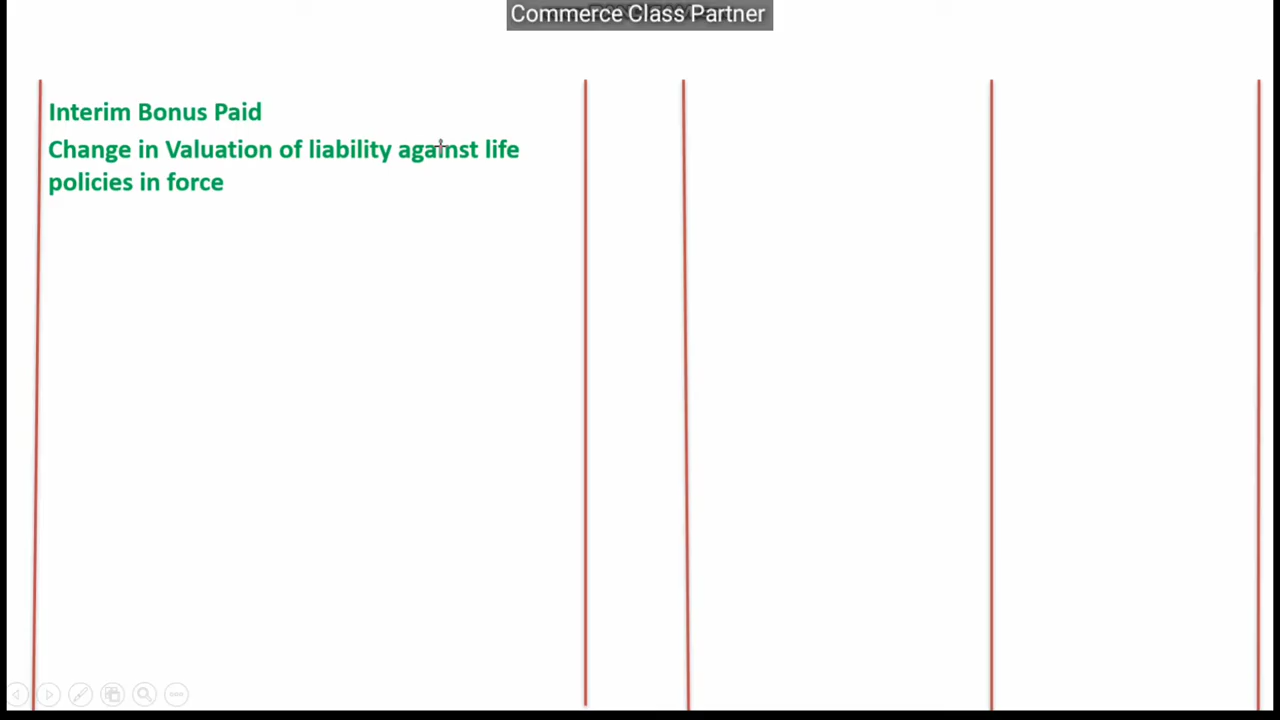 Commerce Class Partner
Interim Bonus Paid
Change in Valuation of liability against life
policies in force